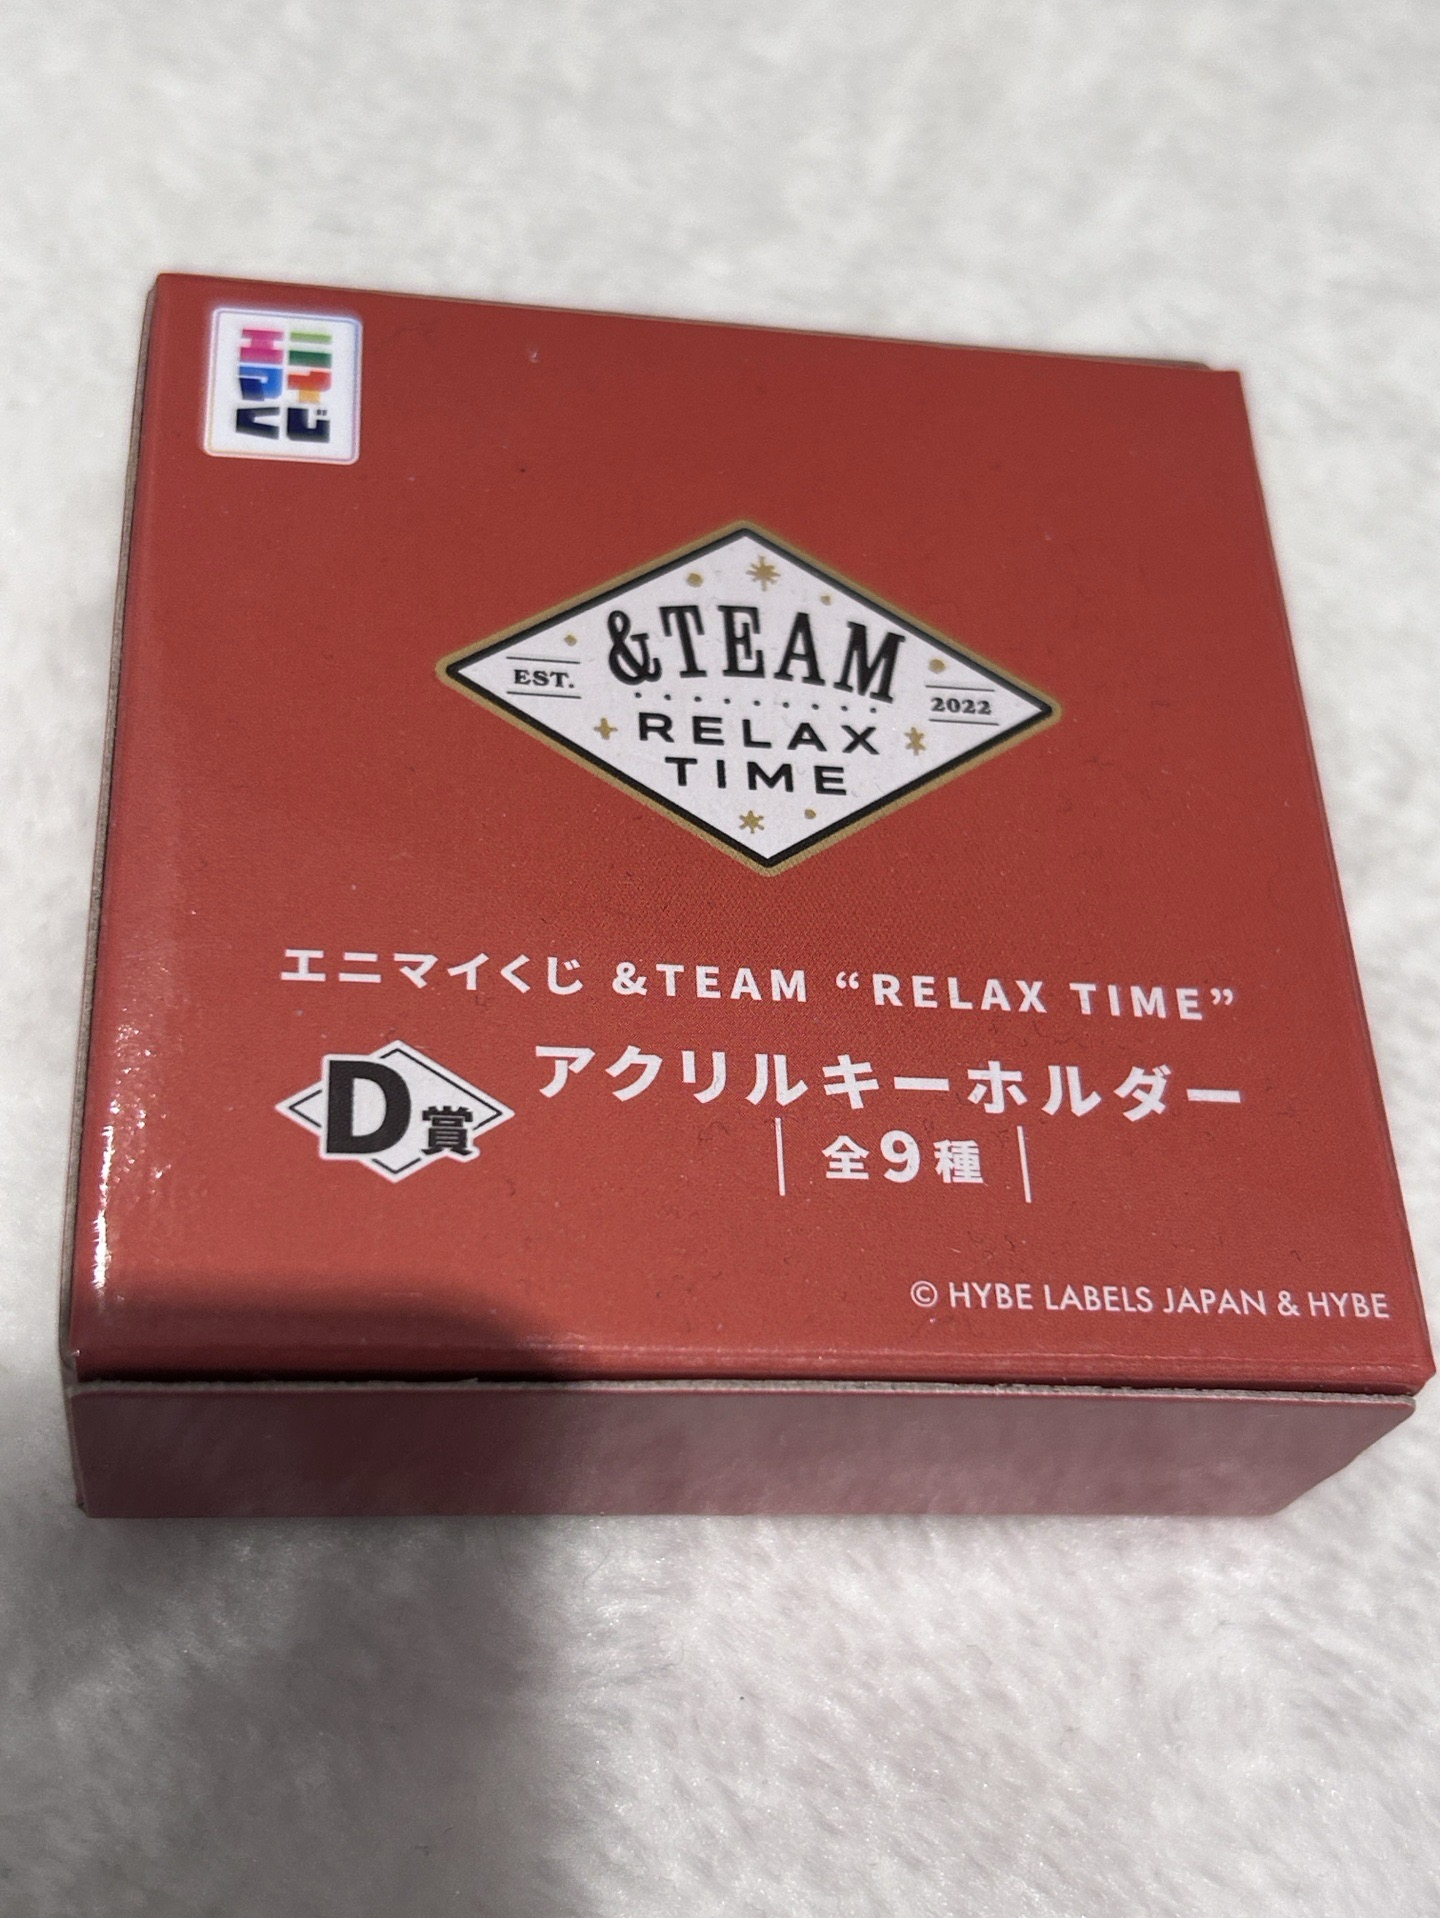 エニマイくじ
&TEAM
EST.
2022
RELAX
TIME
エニマイくじ &TEAM “RELAX TIME”
D賞
アクリルキーホルダー
全9種
© HYBE LABELS JAPAN & HYBE